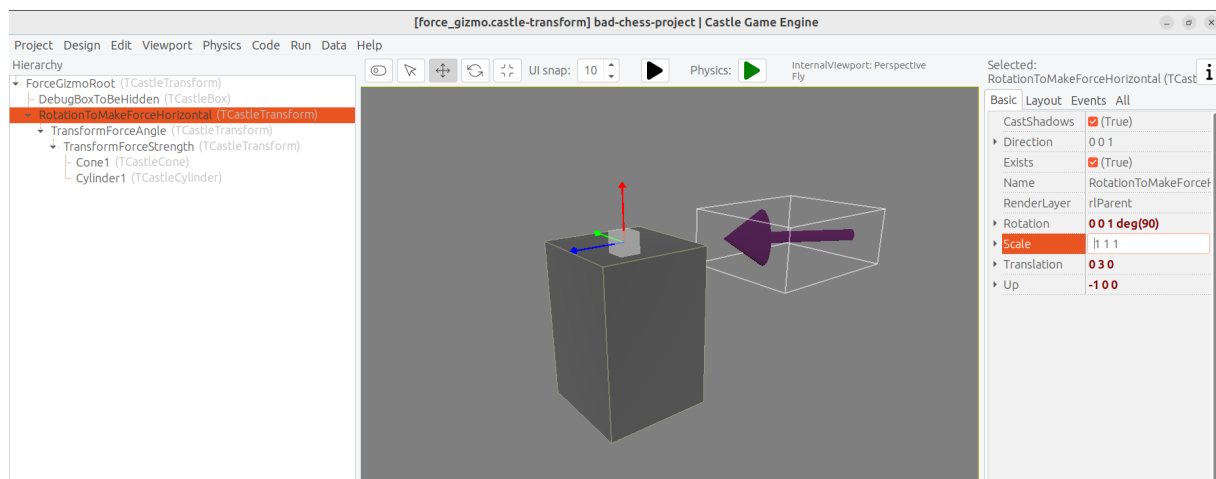 [force_gizmo.castle-transform] bad-chess-project | Castle Game Engine
Project Design Edit Viewport Physics Code Run Data Help
Hierarchy
ForceGizmoRoot (TCastleTransform)
DebugBoxToBeHidden (TCastleBox)
RotationToMakeForceHorizontal (TCastleTransform)
TransformForceAngle (TCastleTransform)
TransformForceStrength (TCastleTransform)
Cone1 (TCastleCone)
Cylinder1 (TCastleCylinder)
UI snap: 10
Physics:
InternalViewport: Perspective
Fly
Selected:
RotationToMakeForceHorizontal (TCast
i
Basic Layout Events All
CastShadows (True)
Direction 0 0 1
Exists (True)
Name RotationToMakeForceH
RenderLayer rlParent
Rotation 0 0 1 deg(90)
Scale 1 1 1
Translation 0 3 0
Up -1 0 0